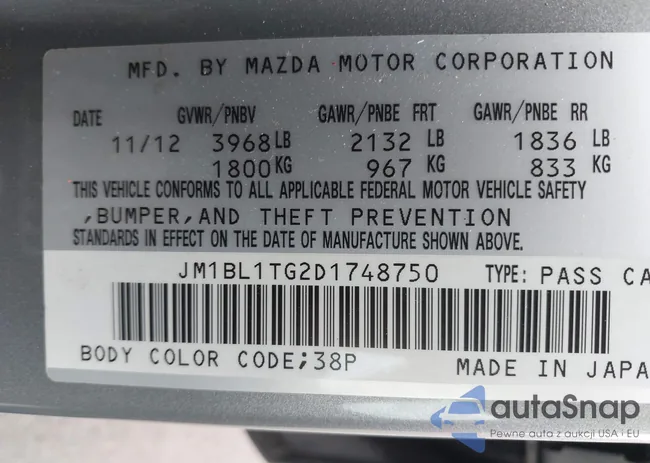 MFD. BY MAZDA MOTOR CORPORATION
DATE GVWR/PNBV GAWR/PNBE FRT GAWR/PNBE RR
11/12 3968 LB 2132 LB 1836 LB
1800 KG 967 KG 833 KG
THIS VEHICLE CONFORMS TO ALL APPLICABLE FEDERAL MOTOR VEHICLE SAFETY
,BUMPER,AND THEFT PREVENTION
STANDARDS IN EFFECT ON THE DATE OF MANUFACTURE SHOWN ABOVE.
JM1BL1TG2D1748750 TYPE: PASS CA
BODY COLOR CODE;38P MADE IN JAPA
autaSnap
Pewne auto z aukcji USA i EU